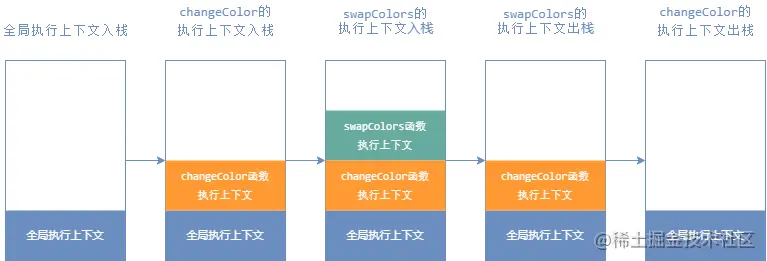 全局执行上下文入栈
changeColor的
执行上下文入栈
swapColors的
执行上下文入栈
swapColors的
执行上下文出栈
changeColor的
执行上下文出栈
全局执行上下文
changeColor函数
执行上下文
全局执行上下文
swapColors函数
执行上下文
changeColor函数
执行上下文
全局执行上下文
changeColor函数
执行上下文
全局执行上下文
全局执行上下文
@稀土掘金技术社区